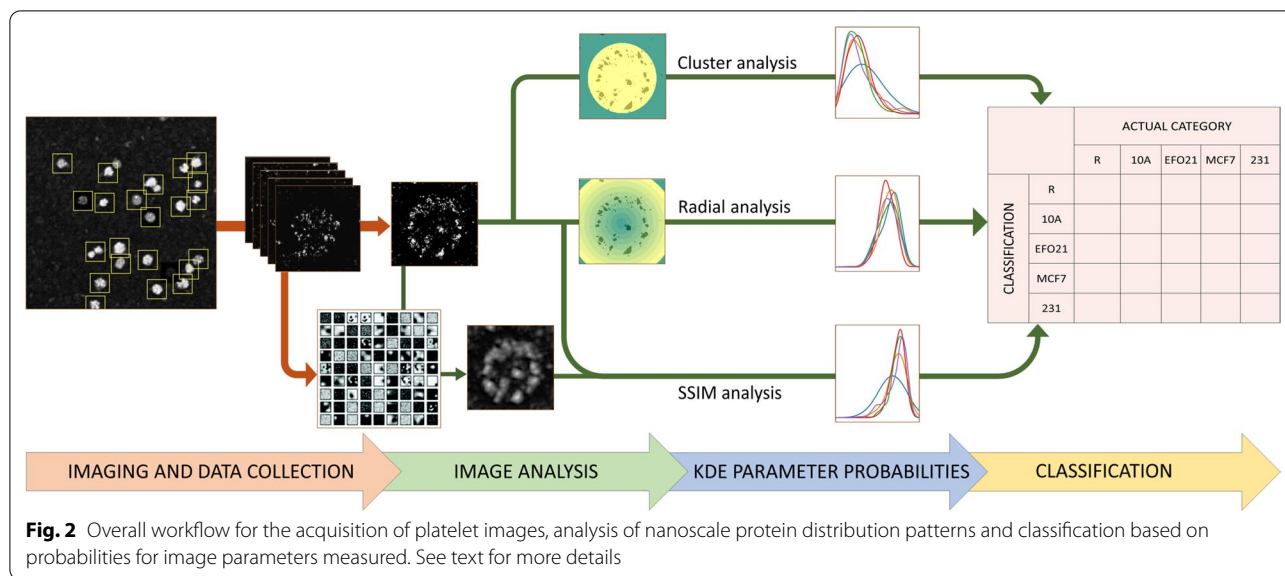 Cluster analysis
Radial analysis
SSIM analysis
ACTUAL CATEGORY
R 10A EFO21 MCF7 231
CLASSIFICATION
R
10A
EFO21
MCF7
231
IMAGING AND DATA COLLECTION
IMAGE ANALYSIS
KDE PARAMETER PROBABILITIES
CLASSIFICATION
Fig. 2 Overall workflow for the acquisition of platelet images, analysis of nanoscale protein distribution patterns and classification based on
probabilities for image parameters measured. See text for more details